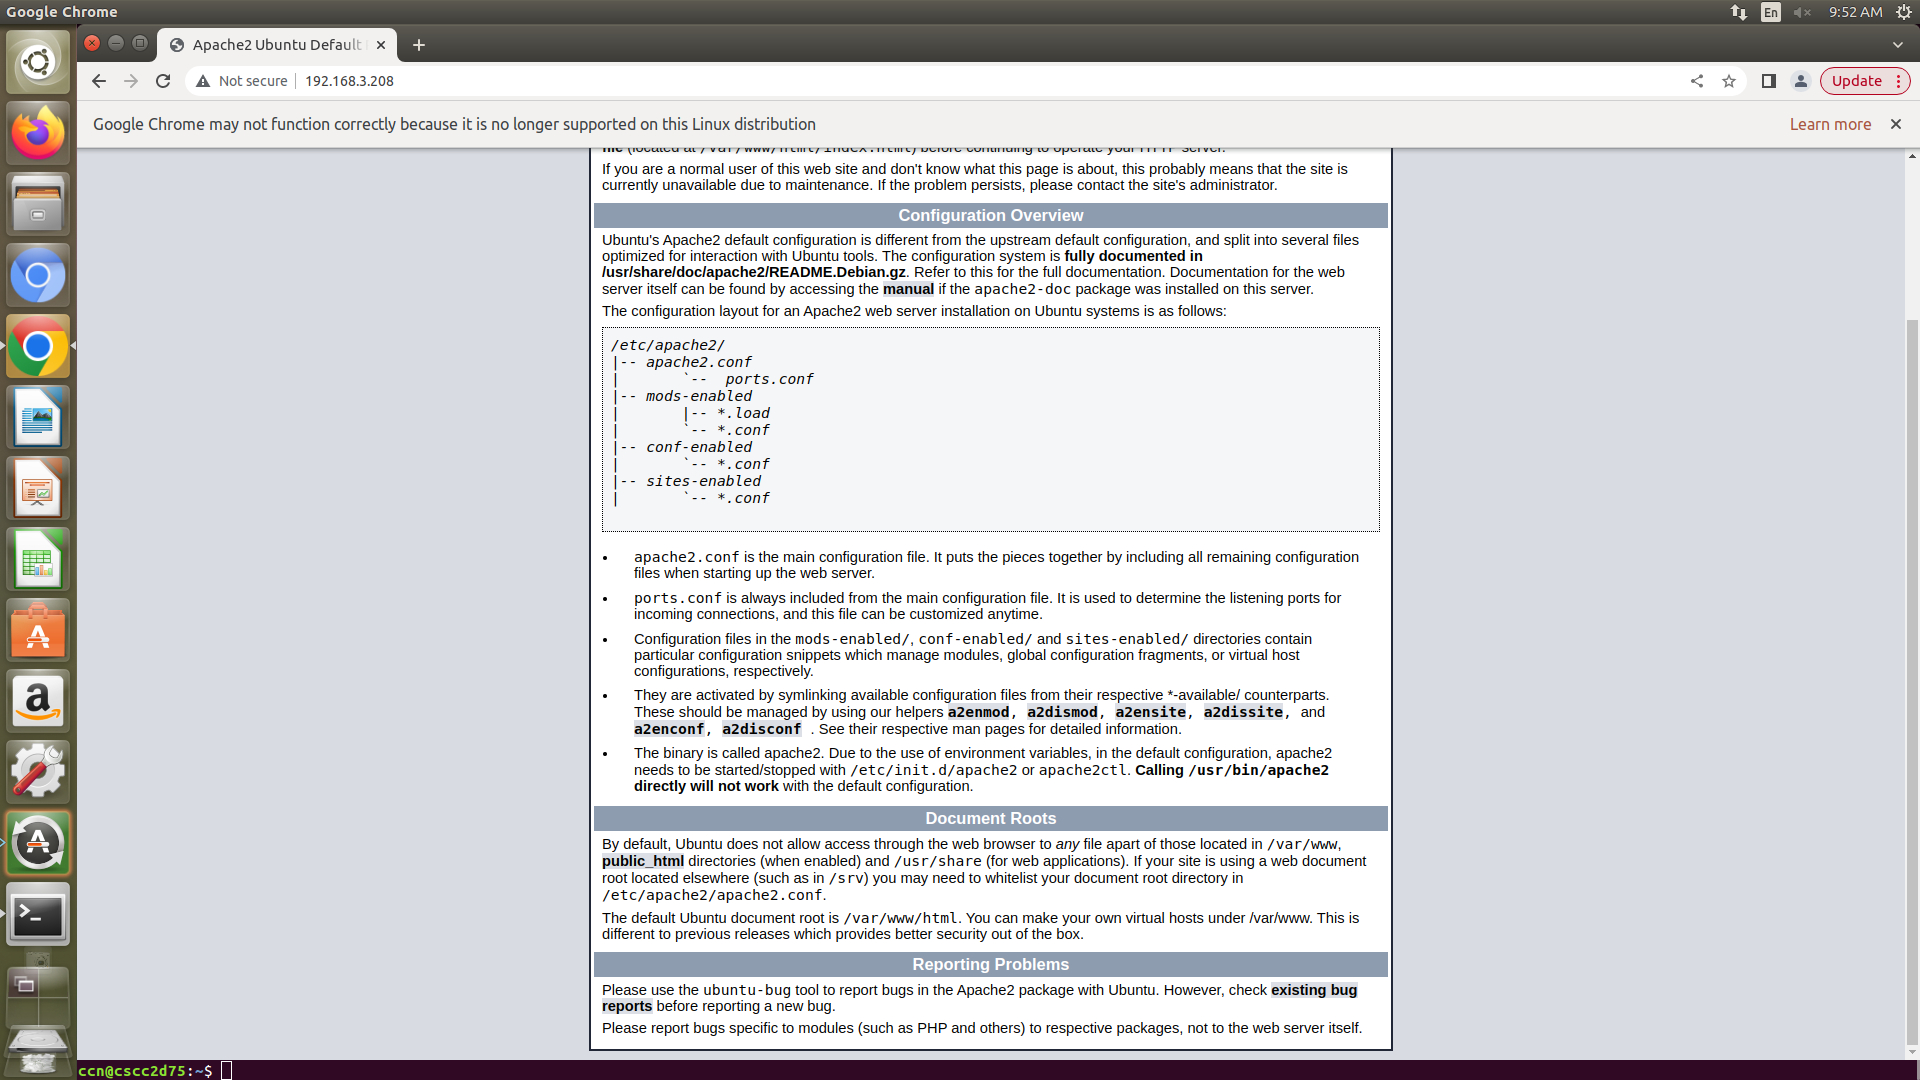 Google Chrome
En
9:52 AM
Apache2 Ubuntu Default
Not secure
192.168.3.208
Update
Google Chrome may not function correctly because it is no longer supported on this Linux distribution
Learn more
file (located at /var/www/html/index.html) before continuing to operate your HTTP server.
If you are a normal user of this web site and don't know what this page is about, this probably means that the site is
currently unavailable due to maintenance. If the problem persists, please contact the site's administrator.
Configuration Overview
Ubuntu's Apache2 default configuration is different from the upstream default configuration, and split into several files
optimized for interaction with Ubuntu tools. The configuration system is fully documented in
/usr/share/doc/apache2/README.Debian.gz. Refer to this for the full documentation. Documentation for the web
server itself can be found by accessing the manual if the apache2-doc package was installed on this server.
The configuration layout for an Apache2 web server installation on Ubuntu systems is as follows:
/etc/apache2/
|-- apache2.conf
|       `--  ports.conf
|-- mods-enabled
|       |-- *.load
|       `-- *.conf
|-- conf-enabled
|       `-- *.conf
|-- sites-enabled
|       `-- *.conf
• apache2.conf is the main configuration file. It puts the pieces together by including all remaining configuration
files when starting up the web server.
• ports.conf is always included from the main configuration file. It is used to determine the listening ports for
incoming connections, and this file can be customized anytime.
• Configuration files in the mods-enabled/, conf-enabled/ and sites-enabled/ directories contain
particular configuration snippets which manage modules, global configuration fragments, or virtual host
configurations, respectively.
• They are activated by symlinking available configuration files from their respective *-available/ counterparts.
These should be managed by using our helpers a2enmod, a2dismod, a2ensite, a2dissite, and
a2enconf, a2disconf . See their respective man pages for detailed information.
• The binary is called apache2. Due to the use of environment variables, in the default configuration, apache2
needs to be started/stopped with /etc/init.d/apache2 or apache2ctl. Calling /usr/bin/apache2
directly will not work with the default configuration.
Document Roots
By default, Ubuntu does not allow access through the web browser to any file apart of those located in /var/www,
public_html directories (when enabled) and /usr/share (for web applications). If your site is using a web document
root located elsewhere (such as in /srv) you may need to whitelist your document root directory in
/etc/apache2/apache2.conf.
The default Ubuntu document root is /var/www/html. You can make your own virtual hosts under /var/www. This is
different to previous releases which provides better security out of the box.
Reporting Problems
Please use the ubuntu-bug tool to report bugs in the Apache2 package with Ubuntu. However, check existing bug
reports before reporting a new bug.
Please report bugs specific to modules (such as PHP and others) to respective packages, not to the web server itself.
ccn@cscc2d75:~$